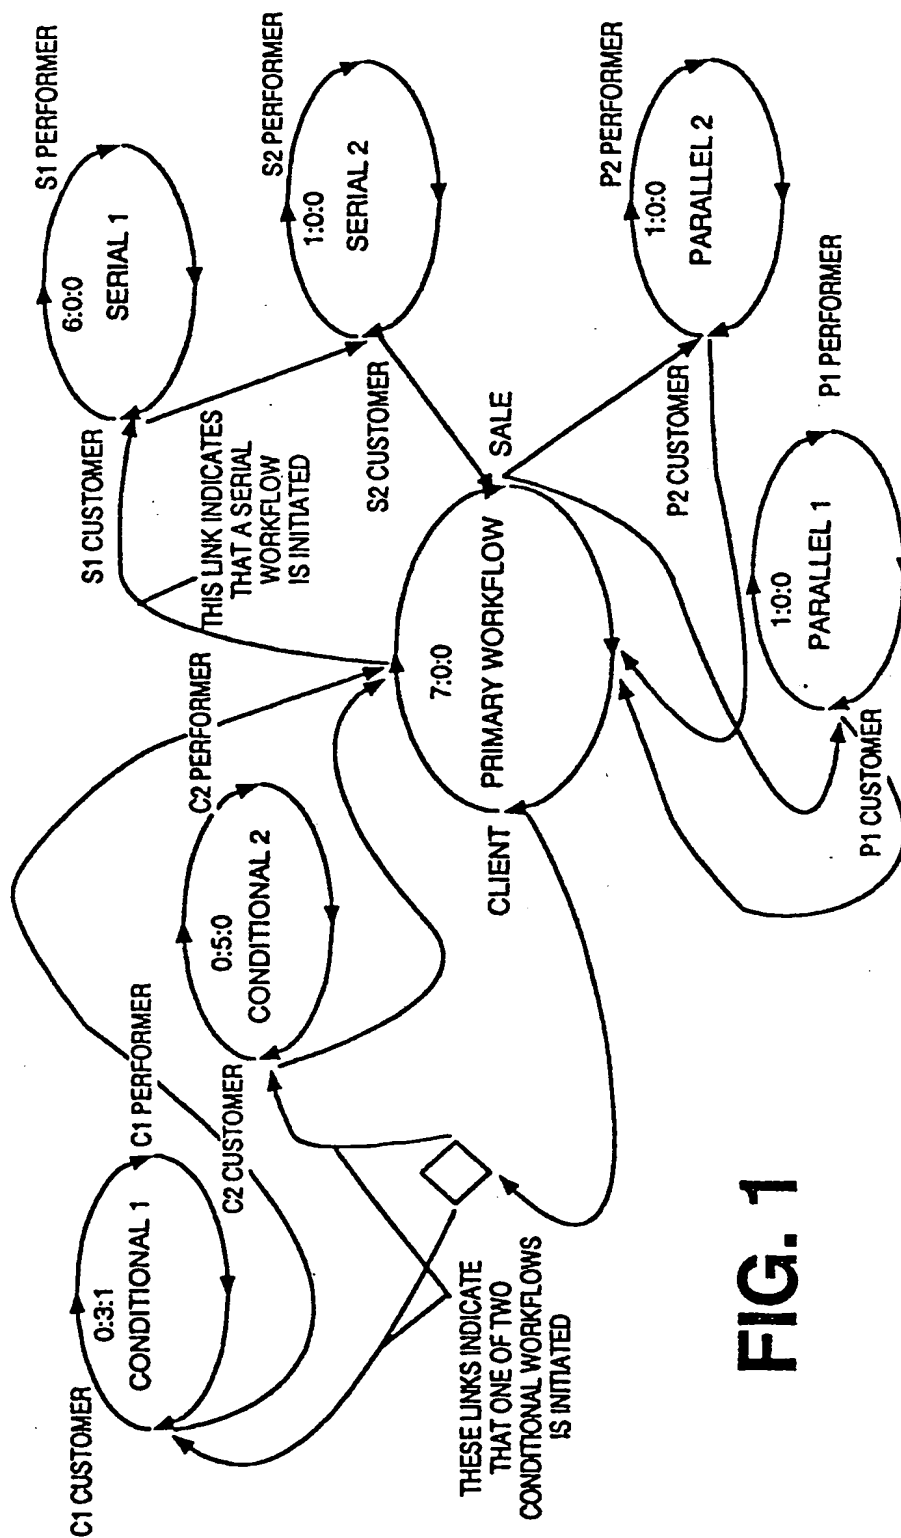 C1 CUSTOMER
0:3:1
CONDITIONAL 1
C1 PERFORMER
C2 CUSTOMER
0:5:0
CONDITIONAL 2
C2 PERFORMER
S1 CUSTOMER
6:0:0
SERIAL 1
S1 PERFORMER
THIS LINK INDICATES
THAT A SERIAL
WORKFLOW
IS INITIATED
S2 CUSTOMER
1:0:0
SERIAL 2
S2 PERFORMER
CLIENT
7:0:0
PRIMARY WORKFLOW
SALE
THESE LINKS INDICATE
THAT ONE OF TWO
CONDITIONAL WORKFLOWS
IS INITIATED
P2 CUSTOMER
1:0:0
PARALLEL 2
P2 PERFORMER
P1 CUSTOMER
1:0:0
PARALLEL 1
P1 PERFORMER
FIG. 1